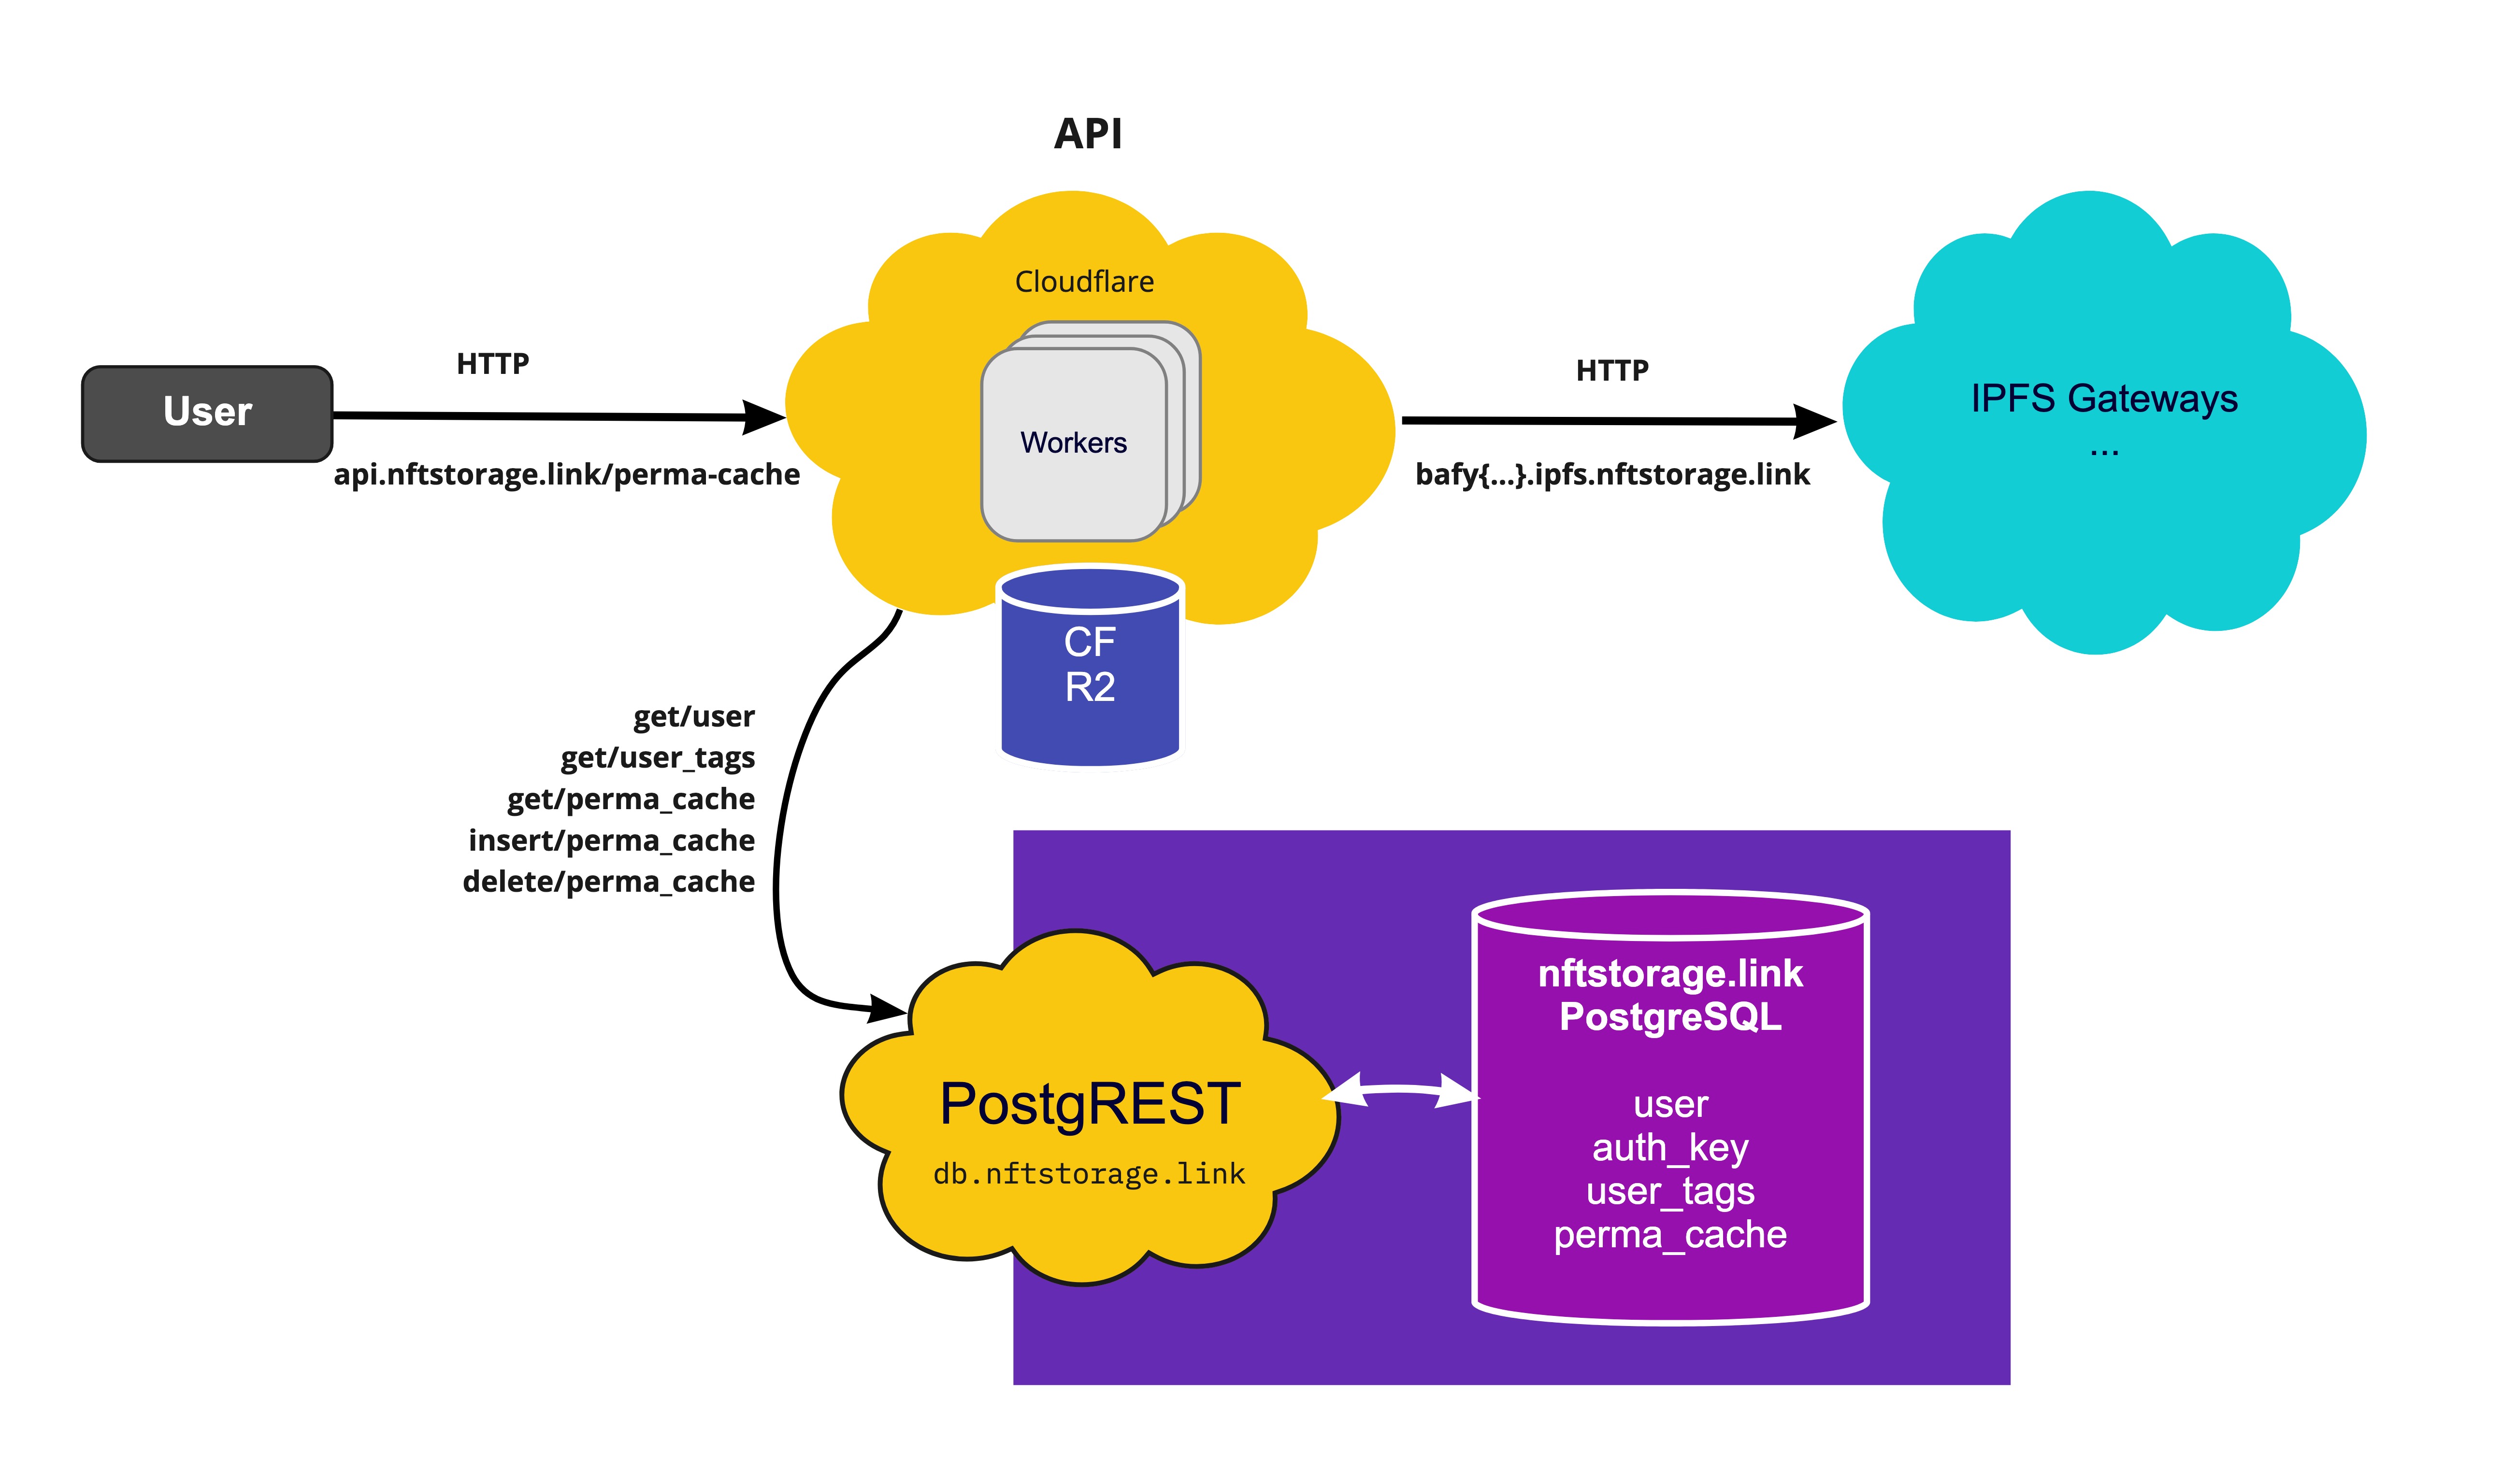 API
Cloudflare
HTTP
User
Workers
HTTP
IPFS Gateways
...
api.nftstorage.link/perma-cache
bafy{...}.ipfs.nftstorage.link
CF
R2
get/user
get/user_tags
get/perma_cache
insert/perma_cache
delete/perma_cache
nftstorage.link
PostgreSQL
user
auth_key
user_tags
perma_cache
PostgREST
db.nftstorage.link